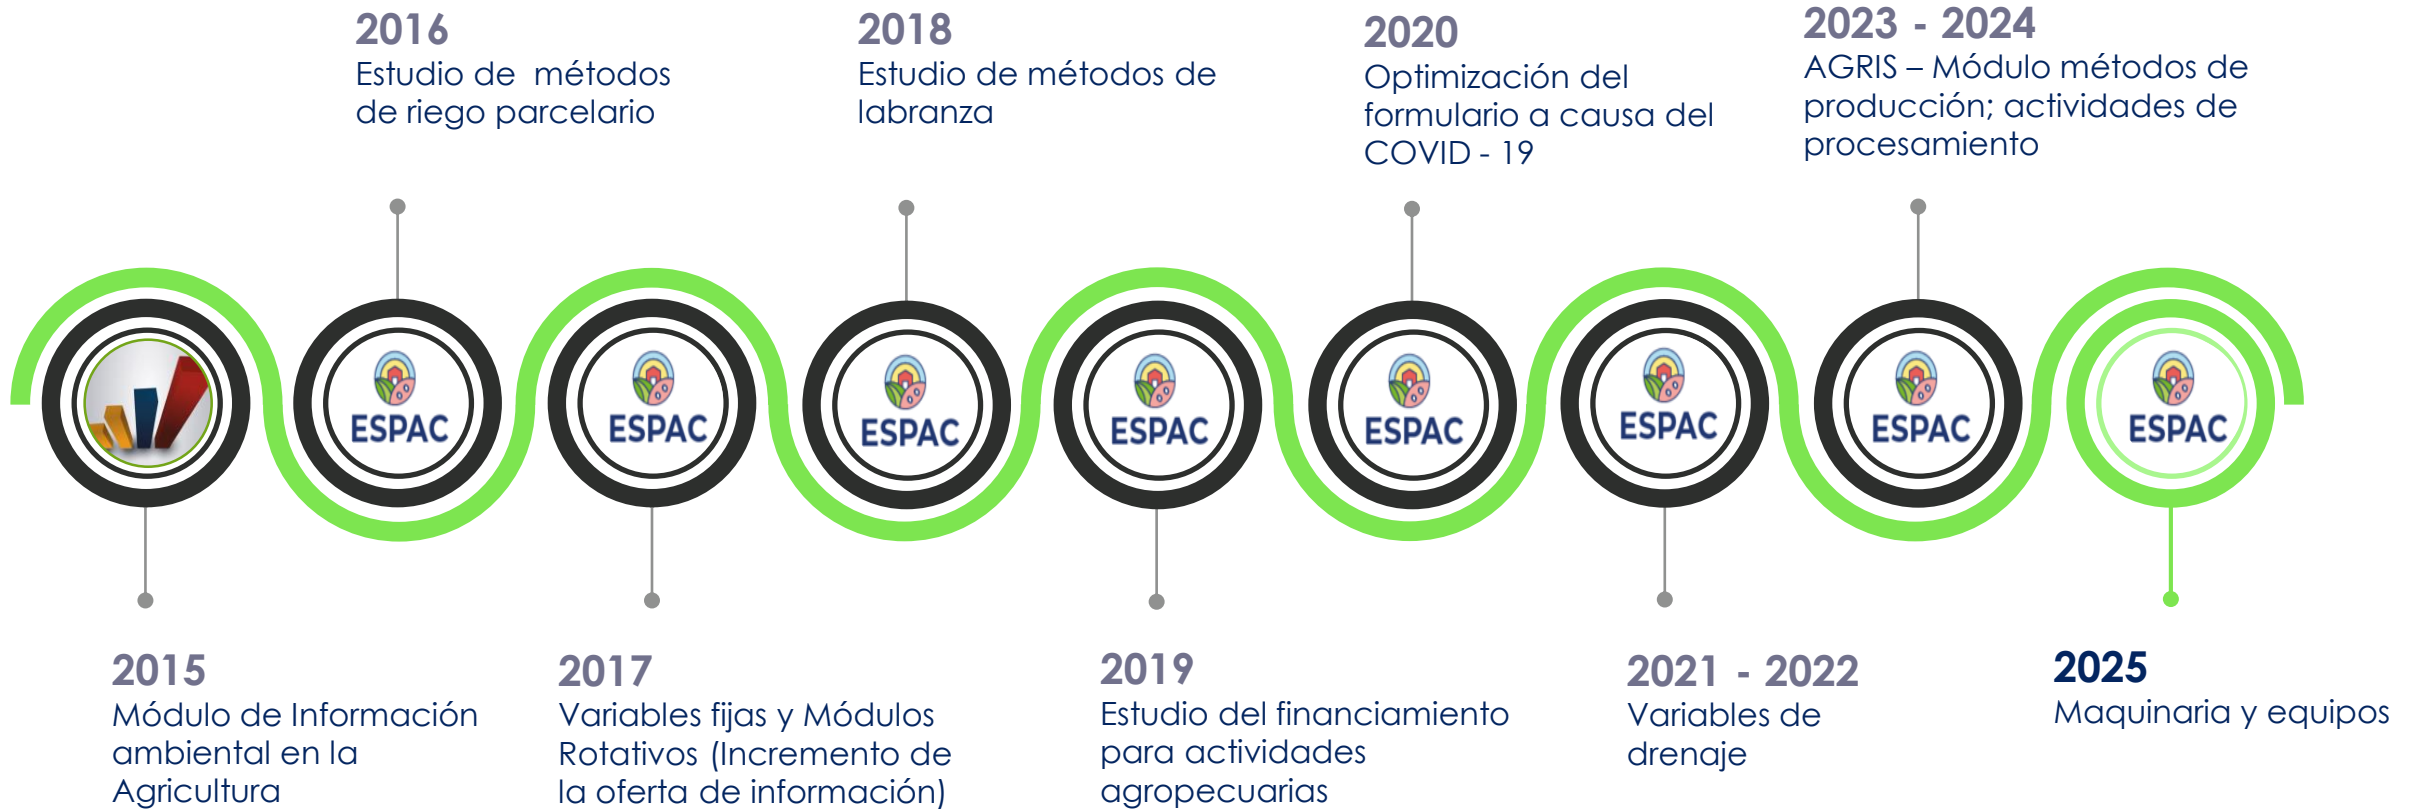 2016
Estudio de métodos
de riego parcelario
2018
Estudio de métodos de
labranza
2020
Optimización del
formulario a causa del
COVID - 19
2023 - 2024
AGRIS – Módulo métodos de
producción; actividades de
procesamiento
ESPAC
ESPAC
ESPAC
ESPAC
ESPAC
ESPAC
ESPAC
ESPAC
2015
Módulo de Información
ambiental en la
Agricultura
2017
Variables fijas y Módulos
Rotativos (Incremento de
la oferta de información)
2019
Estudio del financiamiento
para actividades
agropecuarias
2021 - 2022
Variables de
drenaje
2025
Maquinaria y equipos